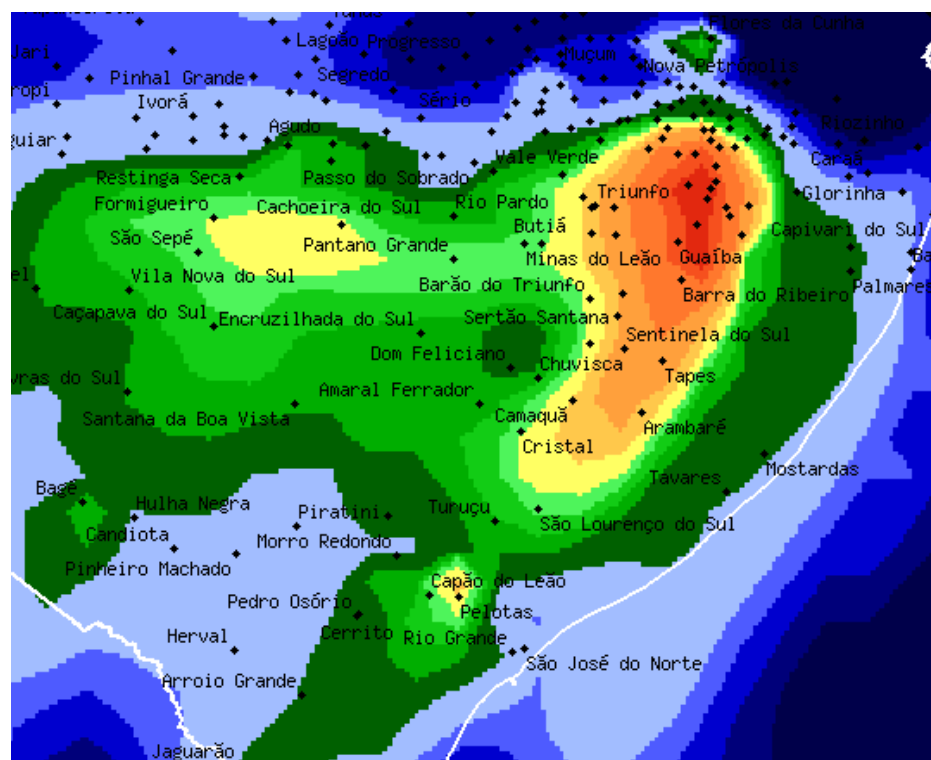 Flores da Cunha
Lagoão
Progresso
Jari
Muçum
Pinhal Grande
Segredo
Nova Petrópolis
Ivorá
Sério
Agudo
Riozinho
Vale Verde
Caraá
Restinga Seca
Passo do Sobrado
Triunfo
Glorinha
Formigueiro
Cachoeira do Sul
Rio Pardo
Butiá
Capivari do Sul
São Sepé
Pantano Grande
Minas do Leão
Guaíba
Vila Nova do Sul
Barão do Triunfo
Barra do Ribeiro
Palmares
Caçapava do Sul
Encruzilhada do Sul
Sertão Santana
Sentinela do Sul
Dom Feliciano
Chuvisca
Tapes
vras do Sul
Amaral Ferrador
Santana da Boa Vista
Camaquã
Arambaré
Cristal
Mostardas
Tavares
Bagé
Hulha Negra
Piratini
Turuçu
São Lourenço do Sul
Candiota
Morro Redondo
Pinheiro Machado
Capão do Leão
Pedro Osório
Pelotas
Cerrito
Rio Grande
Herval
São José do Norte
Arroio Grande
Jaguarão